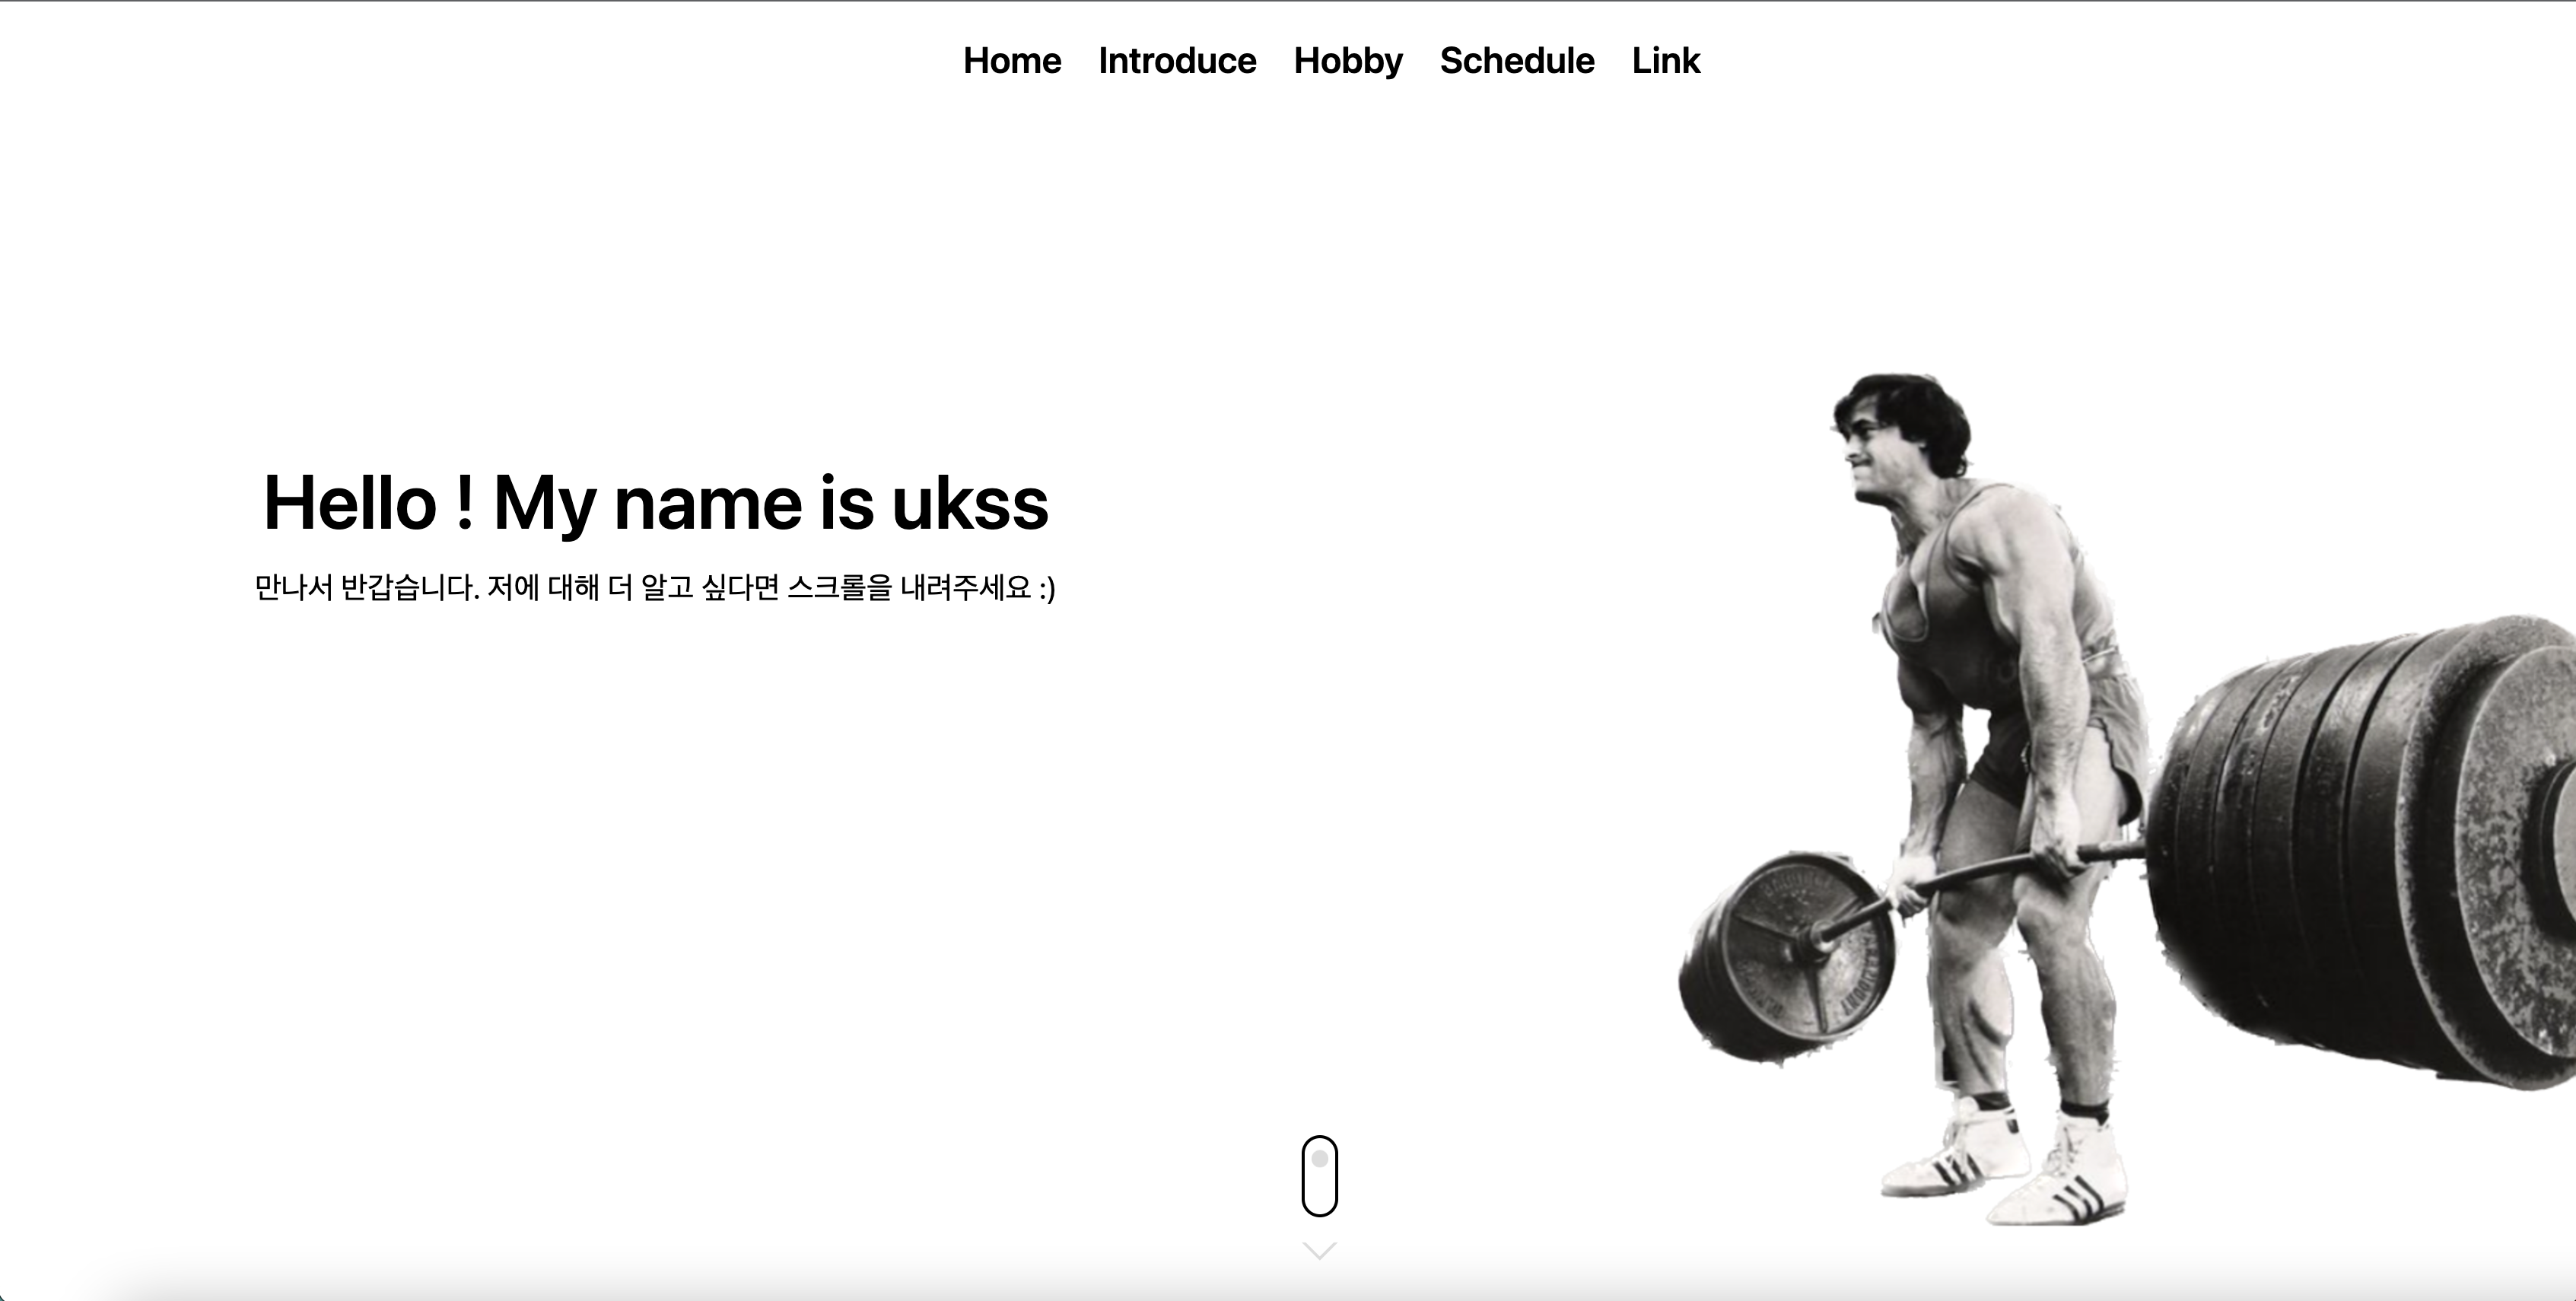 Home Introduce Hobby Schedule Link
Hello ! My name is ukss
만나서 반갑습니다. 저에 대해 더 알고 싶다면 스크롤을 내려주세요 :)